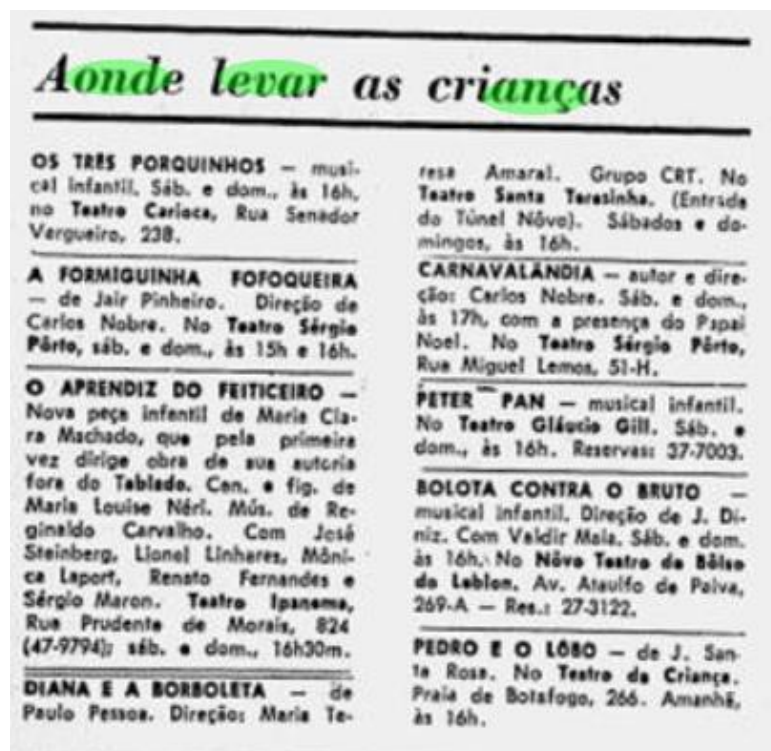 Aonde levar as crianças
OS TRÊS PORQUINHOS — musi-
cal infantil. Sáb. e dom., às 16h,
no Teatro Carioca, Rua Senador
Vergueiro, 238.
A FORMIGUINHA FOFOQUEIRA
— de Jair Pinheiro. Direção de
Carlos Nobre. No Teatro Sérgio
Pôrto, sáb. e dom., às 15h e 16h.
O APRENDIZ DO FEITICEIRO —
Nova peça infantil de Maria Cla-
ra Machado, que pela primeira
vez dirige obra de sua autoria
fora do Tablado. Cen. e fig. de
Maria Louise Néri. Mús. de Re-
ginaldo Carvalho. Com José
Steinberg, Lionel Linhares, Môni-
ca Laport, Renato Fernandes e
Sérgio Maron. Teatro Ipanema,
Rua Prudente de Morais, 824
(47-9794); sáb. e dom., 16h30m.
DIANA E A BORBOLETA — de
Paulo Pessoa. Direção: Maria Te-
resa Amaral. Grupo CRT. No
Teatro Santa Teresinha. (Entrada
do Túnel Nôvo). Sábados e do-
mingos, às 16h.
CARNAVALÂNDIA — autor e dire-
ção: Carlos Nobre. Sáb. e dom.,
às 17h, com a presença do Papai
Noel. No Teatro Sérgio Pôrto,
Rua Miguel Lemos, 51-H.
PETER PAN — musical infantil.
No Teatro Gláucio Gill. Sáb. e
dom., às 16h. Reservas: 37-7003.
BOLOTA CONTRA O BRUTO —
musical infantil. Direção de J. Di-
niz. Com Valdir Maia. Sáb. e dom.
às 16h. No Nôvo Teatro de Bôlso
do Leblon. Av. Ataulfo de Paiva,
269-A — Res.: 27-3122.
PEDRO E O LÔBO — de J. San-
ta Rosa. No Teatro da Criança.
Praia de Botafogo, 266. Amanhã,
às 16h.